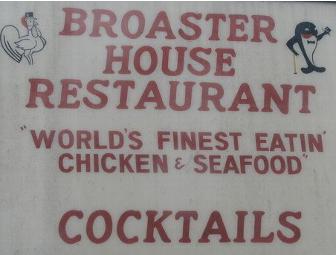 BROASTER
HOUSE
RESTAURANT
"WORLD'S FINEST EATIN
CHICKEN & SEAFOOD"
COCKTAILS